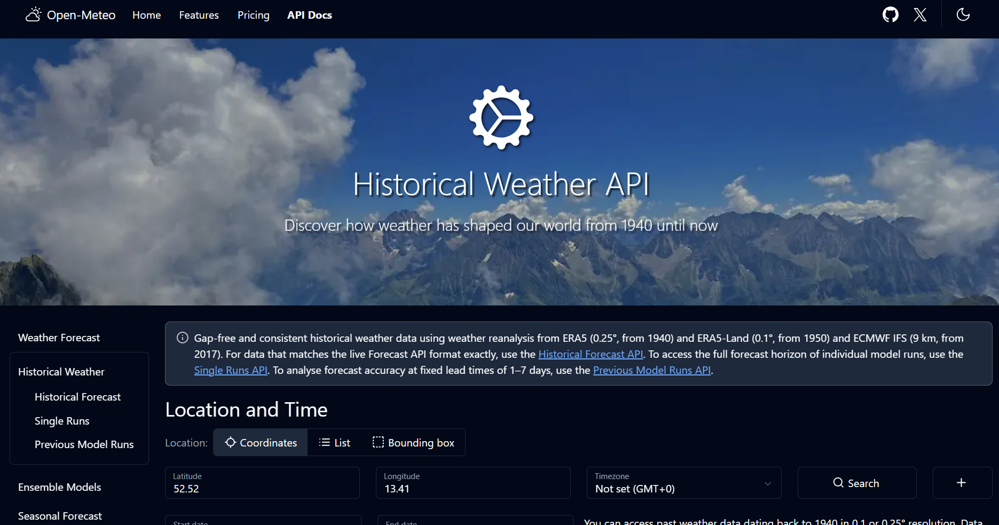 Open-Meteo Home Features Pricing API Docs
Historical Weather API
Discover how weather has shaped our world from 1940 until now
Weather Forecast
Historical Weather
Historical Forecast
Single Runs
Previous Model Runs
Ensemble Models
Seasonal Forecast
Gap-free and consistent historical weather data using weather reanalysis from ERA5 (0.25°, from 1940) and ERA5-Land (0.1°, from 1950) and ECMWF IFS (9 km, from
2017). For data that matches the live Forecast API format exactly, use the Historical Forecast API. To access the full forecast horizon of individual model runs, use the
Single Runs API. To analyse forecast accuracy at fixed lead times of 1–7 days, use the Previous Model Runs API.
Location and Time
Location: Coordinates List Bounding box
Latitude
52.52
Longitude
13.41
Timezone
Not set (GMT+0)
Search
Start date
End date
You can access past weather data dating back to 1940 in 0.1 or 0.25° resolution. Data